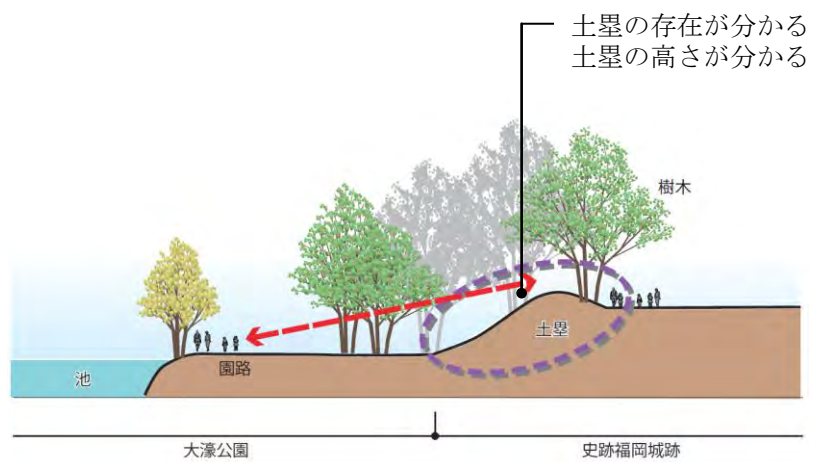 土塁の存在が分かる
土塁の高さが分かる
樹木
土塁
園路
池
大濠公園
史跡福岡城跡